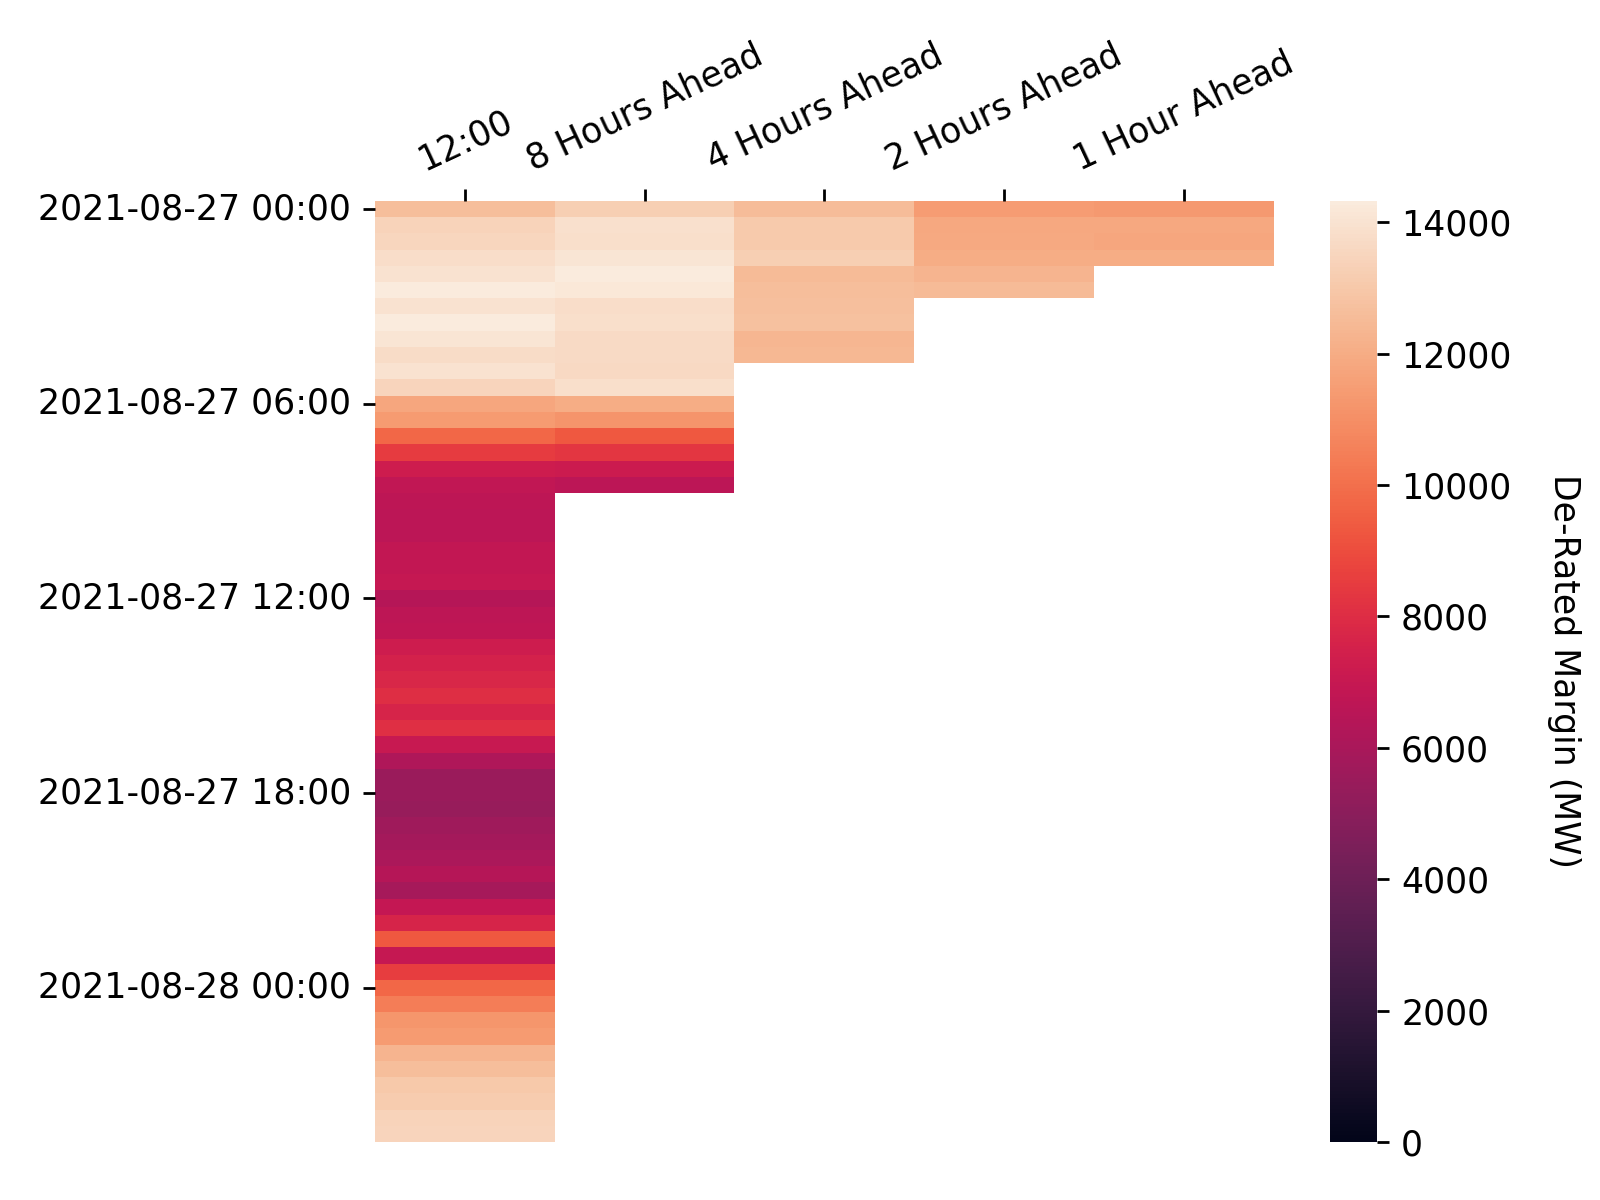 12:00
8 Hours Ahead
4 Hours Ahead
2 Hours Ahead
1 Hour Ahead
2021-08-27 00:00
2021-08-27 06:00
2021-08-27 12:00
2021-08-27 18:00
2021-08-28 00:00
14000
12000
10000
8000
6000
4000
2000
0
De-Rated Margin (MW)